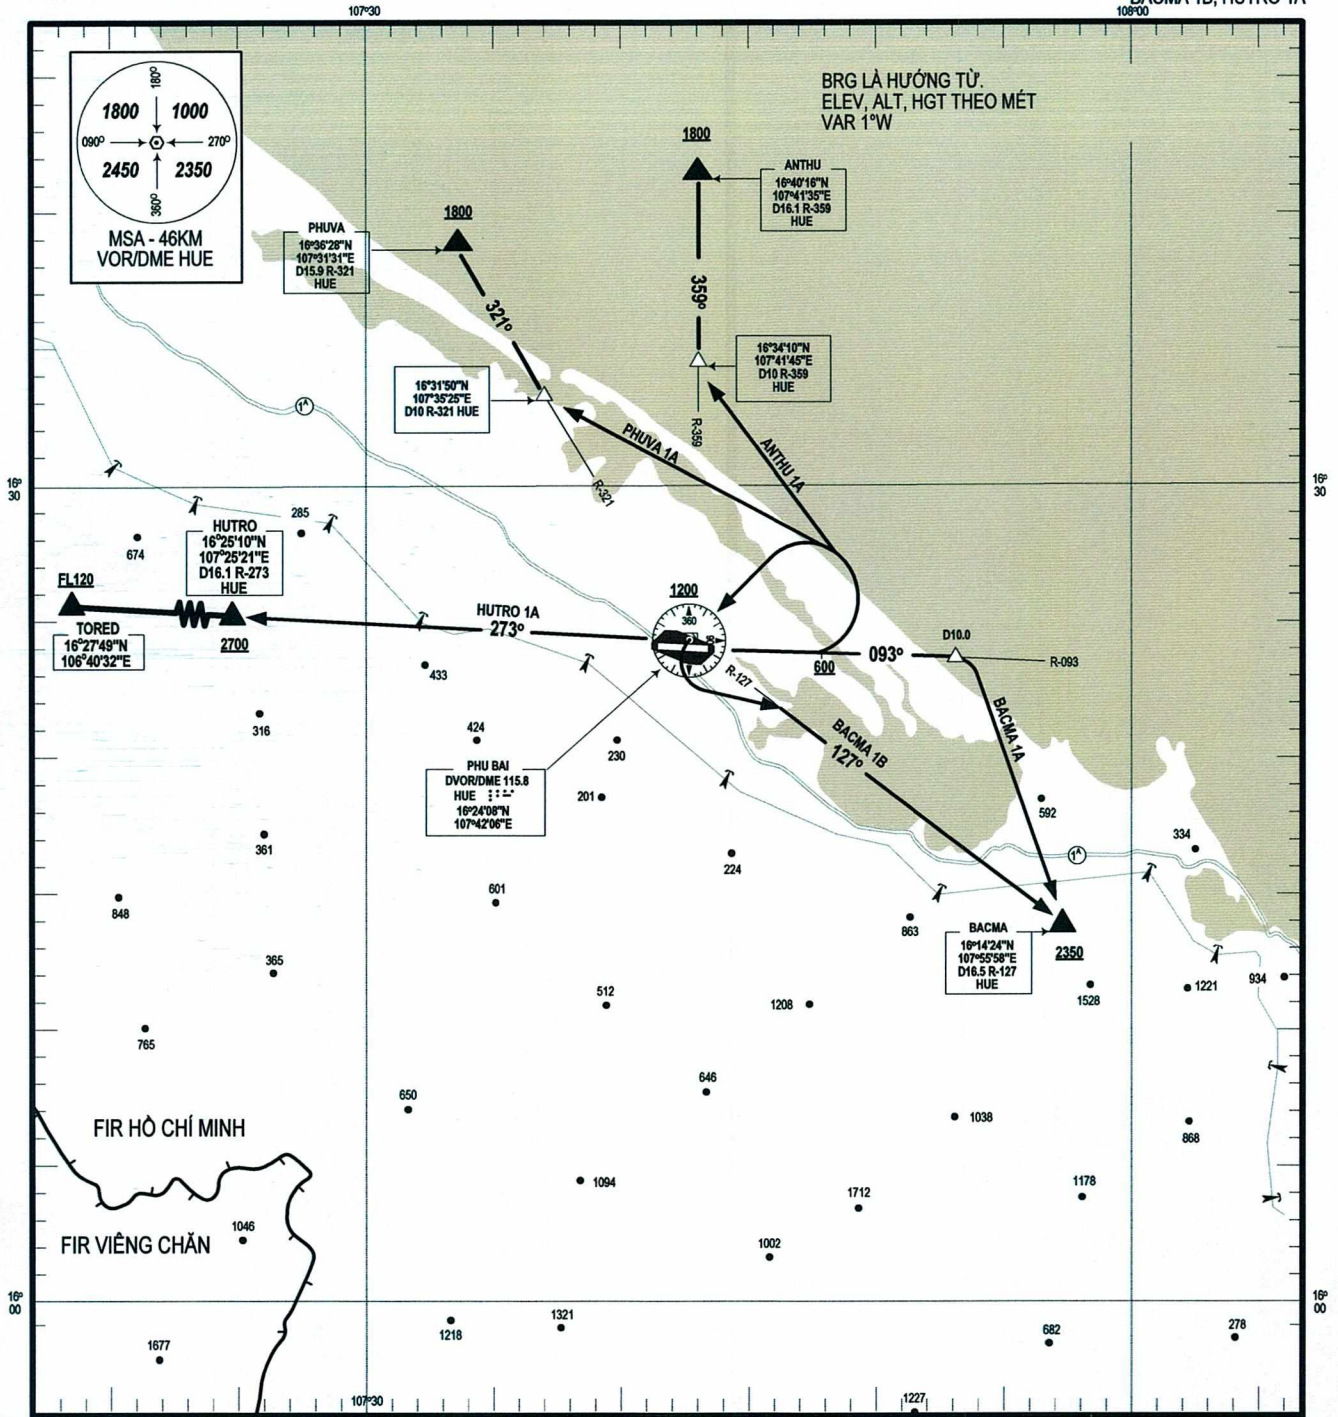 107°30
108°00
180°
1800 1000
090° 270°
2450 2350
360°
MSA - 46KM
VOR/DME HUE
BRG LÀ HƯỚNG TỪ.
ELEV, ALT, HGT THEO MÉT
VAR 1°W
1800
ANTHU
16°40'16"N
107°41'35"E
D16.1 R-359
HUE
1800
PHUVA
16°36'28"N
107°31'31"E
D15.9 R-321
HUE
321°
359°
16°34'10"N
107°41'45"E
D10 R-359
HUE
16°31'50"N
107°35'25"E
D10 R-321 HUE
1A
R-359
PHUVA 1A
ANTHU 1A
R-321
16°
30
16°
30
285
674
HUTRO
16°25'10"N
107°25'21"E
D16.1 R-273
HUE
FL120
TORED
16°27'49"N
106°40'32"E
2700
HUTRO 1A
273°
1200
360
600
093°
D10.0
R-093
R-127
433
316
424
230
BACMA 1B
127°
BACMA 1A
PHU BAI
DVOR/DME 115.8
HUE
16°24'08"N
107°42'06"E
201
592
334
361
224
1A
848
601
863
BACMA
16°14'24"N
107°55'58"E
D16.5 R-127
HUE
2350
365
512
1208
1528
1221
934
765
646
650
1038
868
FIR HỒ CHÍ MINH
1094
1712
1178
1046
FIR VIÊNG CHĂN
1002
16°
00
16°
00
1218
1321
682
278
1677
107°30
1227